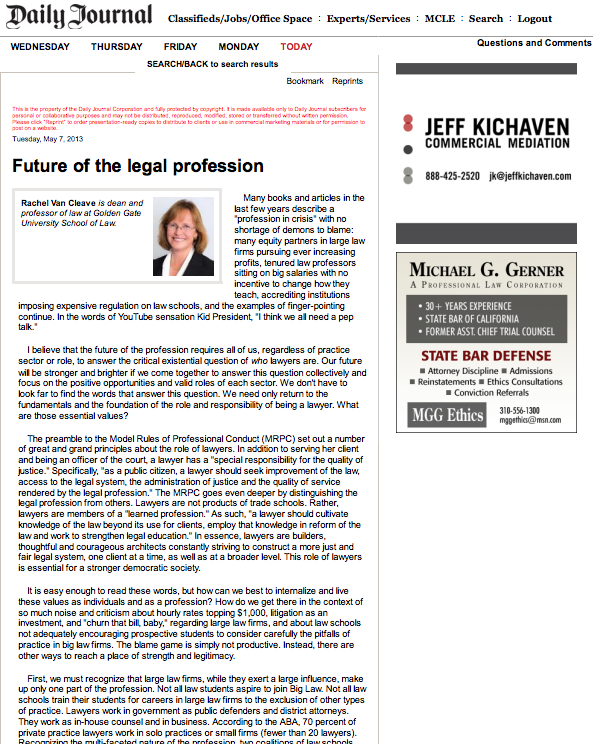 Daily Journal
Classifieds/Jobs/Office Space : Experts/Services : MCLE : Search : Logout
WEDNESDAY THURSDAY FRIDAY MONDAY TODAY
Questions and Comments
SEARCH/BACK to search results
Bookmark Reprints
This is the property of the Daily Journal Corporation and fully protected by copyright. It is made available only to Daily Journal subscribers for
personal or collaborative purposes and may not be distributed, reproduced, modified, stored or transferred without written permission.
Please click "Reprint" to order presentation-ready copies to distribute to clients or use in commercial marketing materials or for permission to
post on a website.
Tuesday, May 7, 2013
Future of the legal profession
Rachel Van Cleave is dean and
professor of law at Golden Gate
University School of Law.
Many books and articles in the
last few years describe a
"profession in crisis" with no
shortage of demons to blame:
many equity partners in large law
firms pursuing ever increasing
profits, tenured law professors
sitting on big salaries with no
incentive to change how they
teach, accrediting institutions
imposing expensive regulation on law schools, and the examples of finger-pointing
continue. In the words of YouTube sensation Kid President, "I think we all need a pep
talk."
I believe that the future of the profession requires all of us, regardless of practice
sector or role, to answer the critical existential question of who lawyers are. Our future
will be stronger and brighter if we come together to answer this question collectively and
focus on the positive opportunities and valid roles of each sector. We don't have to
look far to find the words that answer this question. We need only return to the
fundamentals and the foundation of the role and responsibility of being a lawyer. What
are those essential values?
The preamble to the Model Rules of Professional Conduct (MRPC) set out a number
of great and grand principles about the role of lawyers. In addition to serving her client
and being an officer of the court, a lawyer has a "special responsibility for the quality of
justice." Specifically, "as a public citizen, a lawyer should seek improvement of the law,
access to the legal system, the administration of justice and the quality of service
rendered by the legal profession." The MRPC goes even deeper by distinguishing the
legal profession from others. Lawyers are not products of trade schools. Rather,
lawyers are members of a "learned profession." As such, "a lawyer should cultivate
knowledge of the law beyond its use for clients, employ that knowledge in reform of the
law and work to strengthen legal education." In essence, lawyers are builders,
thoughtful and courageous architects constantly striving to construct a more just and
fair legal system, one client at a time, as well as at a broader level. This role of lawyers
is essential for a stronger democratic society.
It is easy enough to read these words, but how can we best to internalize and live
these values as individuals and as a profession? How do we get there in the context of
so much noise and criticism about hourly rates topping $1,000, litigation as an
investment, and "churn that bill, baby," regarding large law firms, and about law schools
not adequately encouraging prospective students to consider carefully the pitfalls of
practice in big law firms. The blame game is simply not productive. Instead, there are
other ways to reach a place of strength and legitimacy.
First, we must recognize that large law firms, while they exert a large influence, make
up only one part of the profession. Not all law students aspire to join Big Law. Not all law
schools train their students for careers in large law firms to the exclusion of other types
of practice. Lawyers work in government as public defenders and district attorneys.
They work as in-house counsel and in business. According to the ABA, 70 percent of
private practice lawyers work in solo practices or small firms (fewer than 20 lawyers).
Recognizing the multi-faceted nature of the profession, two coalitions of law schools
JEFF KICHAVEN
COMMERCIAL MEDIATION
888-425-2520 jk@jeffkichaven.com
MICHAEL G. GERNER
A PROFESSIONAL LAW CORPORATION
• 30+ YEARS EXPERIENCE
• STATE BAR OF CALIFORNIA
• FORMER ASST. CHIEF TRIAL COUNSEL
STATE BAR DEFENSE
■ Attorney Discipline ■ Admissions
■ Reinstatements ■ Ethics Consultations
■ Conviction Referrals
MGG Ethics
310-556-1300
mggethics@msn.com